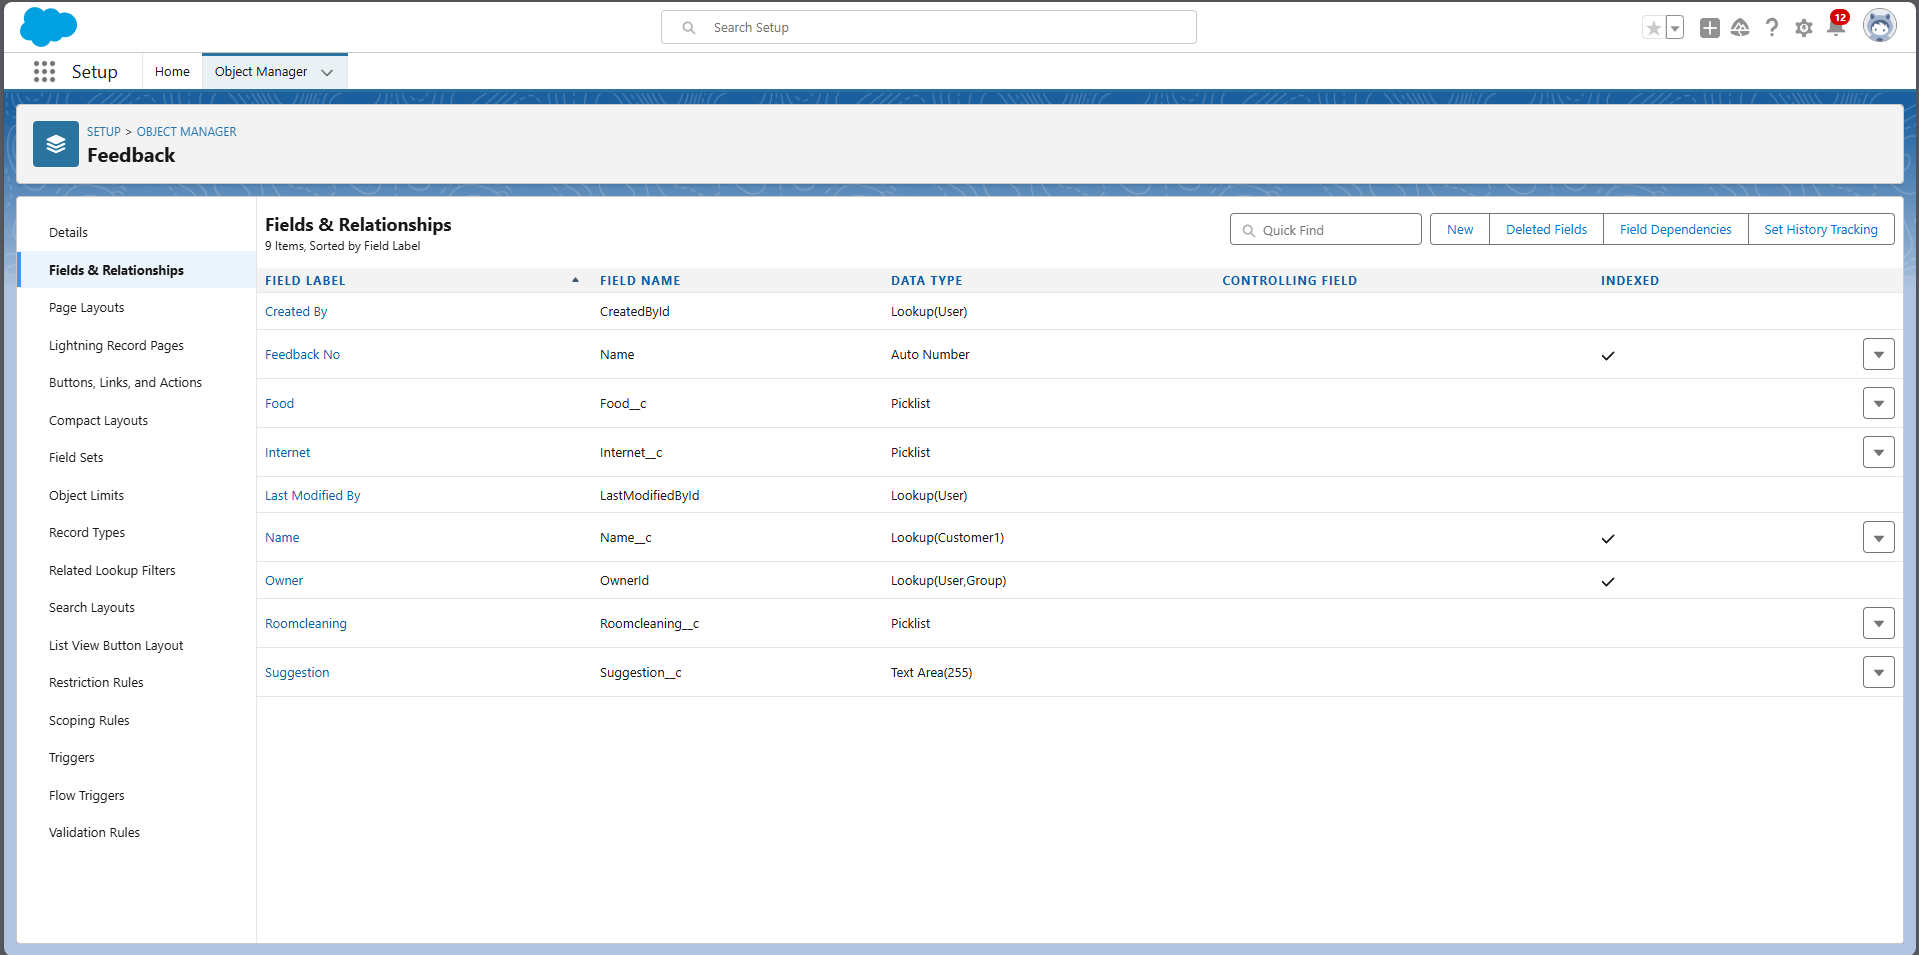 Search Setup
12
Setup
Home
Object Manager
SETUP > OBJECT MANAGER
Feedback
Details
Fields & Relationships
Page Layouts
Lightning Record Pages
Buttons, Links, and Actions
Compact Layouts
Field Sets
Object Limits
Record Types
Related Lookup Filters
Search Layouts
List View Button Layout
Restriction Rules
Scoping Rules
Triggers
Flow Triggers
Validation Rules
Fields & Relationships
9 Items, Sorted by Field Label
Quick Find
New
Deleted Fields
Field Dependencies
Set History Tracking
FIELD LABEL FIELD NAME DATA TYPE CONTROLLING FIELD INDEXED
Created By CreatedById Lookup(User)
Feedback No Name Auto Number
Food Food__c Picklist
Internet Internet__c Picklist
Last Modified By LastModifiedById Lookup(User)
Name Name__c Lookup(Customer1)
Owner OwnerId Lookup(User,Group)
Roomcleaning Roomcleaning__c Picklist
Suggestion Suggestion__c Text Area(255)